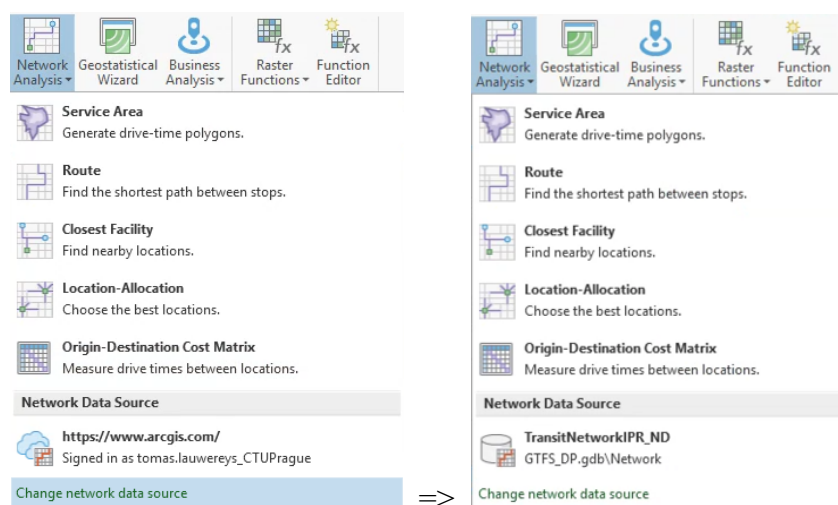 Network Analysis
Geostatistical Wizard
Business Analysis
Raster Functions
Function Editor
Service Area
Generate drive-time polygons.
Route
Find the shortest path between stops.
Closest Facility
Find nearby locations.
Location-Allocation
Choose the best locations.
Origin-Destination Cost Matrix
Measure drive times between locations.
Network Data Source
https://www.arcgis.com/
Signed in as tomas.lauwereys_CTUPrague
Change network data source
=>
Network Analysis
Geostatistical Wizard
Business Analysis
Raster Functions
Function Editor
Service Area
Generate drive-time polygons.
Route
Find the shortest path between stops.
Closest Facility
Find nearby locations.
Location-Allocation
Choose the best locations.
Origin-Destination Cost Matrix
Measure drive times between locations.
Network Data Source
TransitNetworkIPR_ND
GTFS_DP.gdb\Network
Change network data source